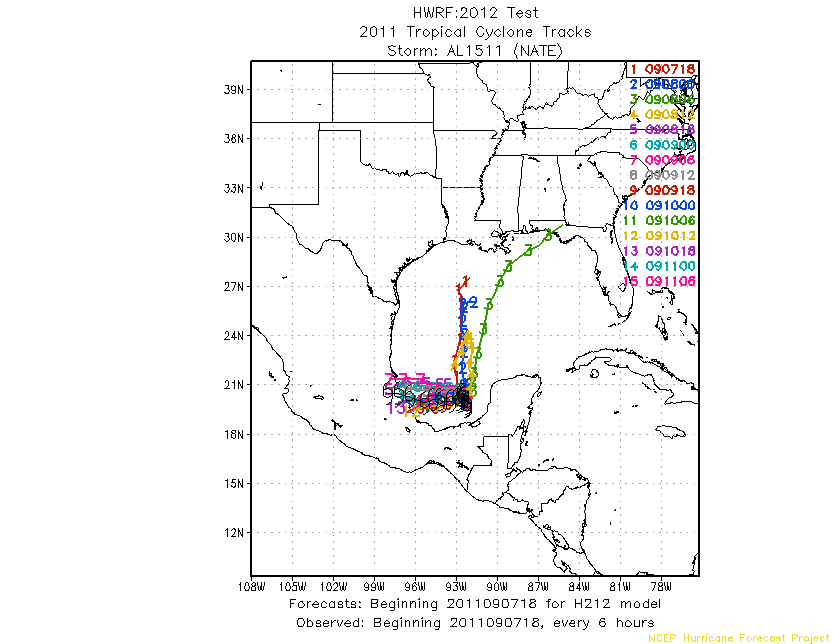 HWRF:2012 Test
2011 Tropical Cyclone Tracks
Storm: AL1511 (NATE)
1 090718
2 090800
3 090806
4 090812
5 090818
6 090900
7 090906
8 090912
9 090918
10 091000
11 091006
12 091012
13 091018
14 091100
15 091106
39N
36N
33N
30N
27N
24N
21N
18N
15N
12N
108W 105W 102W 99W 96W 93W 90W 87W 84W 81W 78W
Forecasts: Beginning 2011090718 for H212 model
Observed: Beginning 2011090718, every 6 hours
NCEP Hurricane Forecast Project